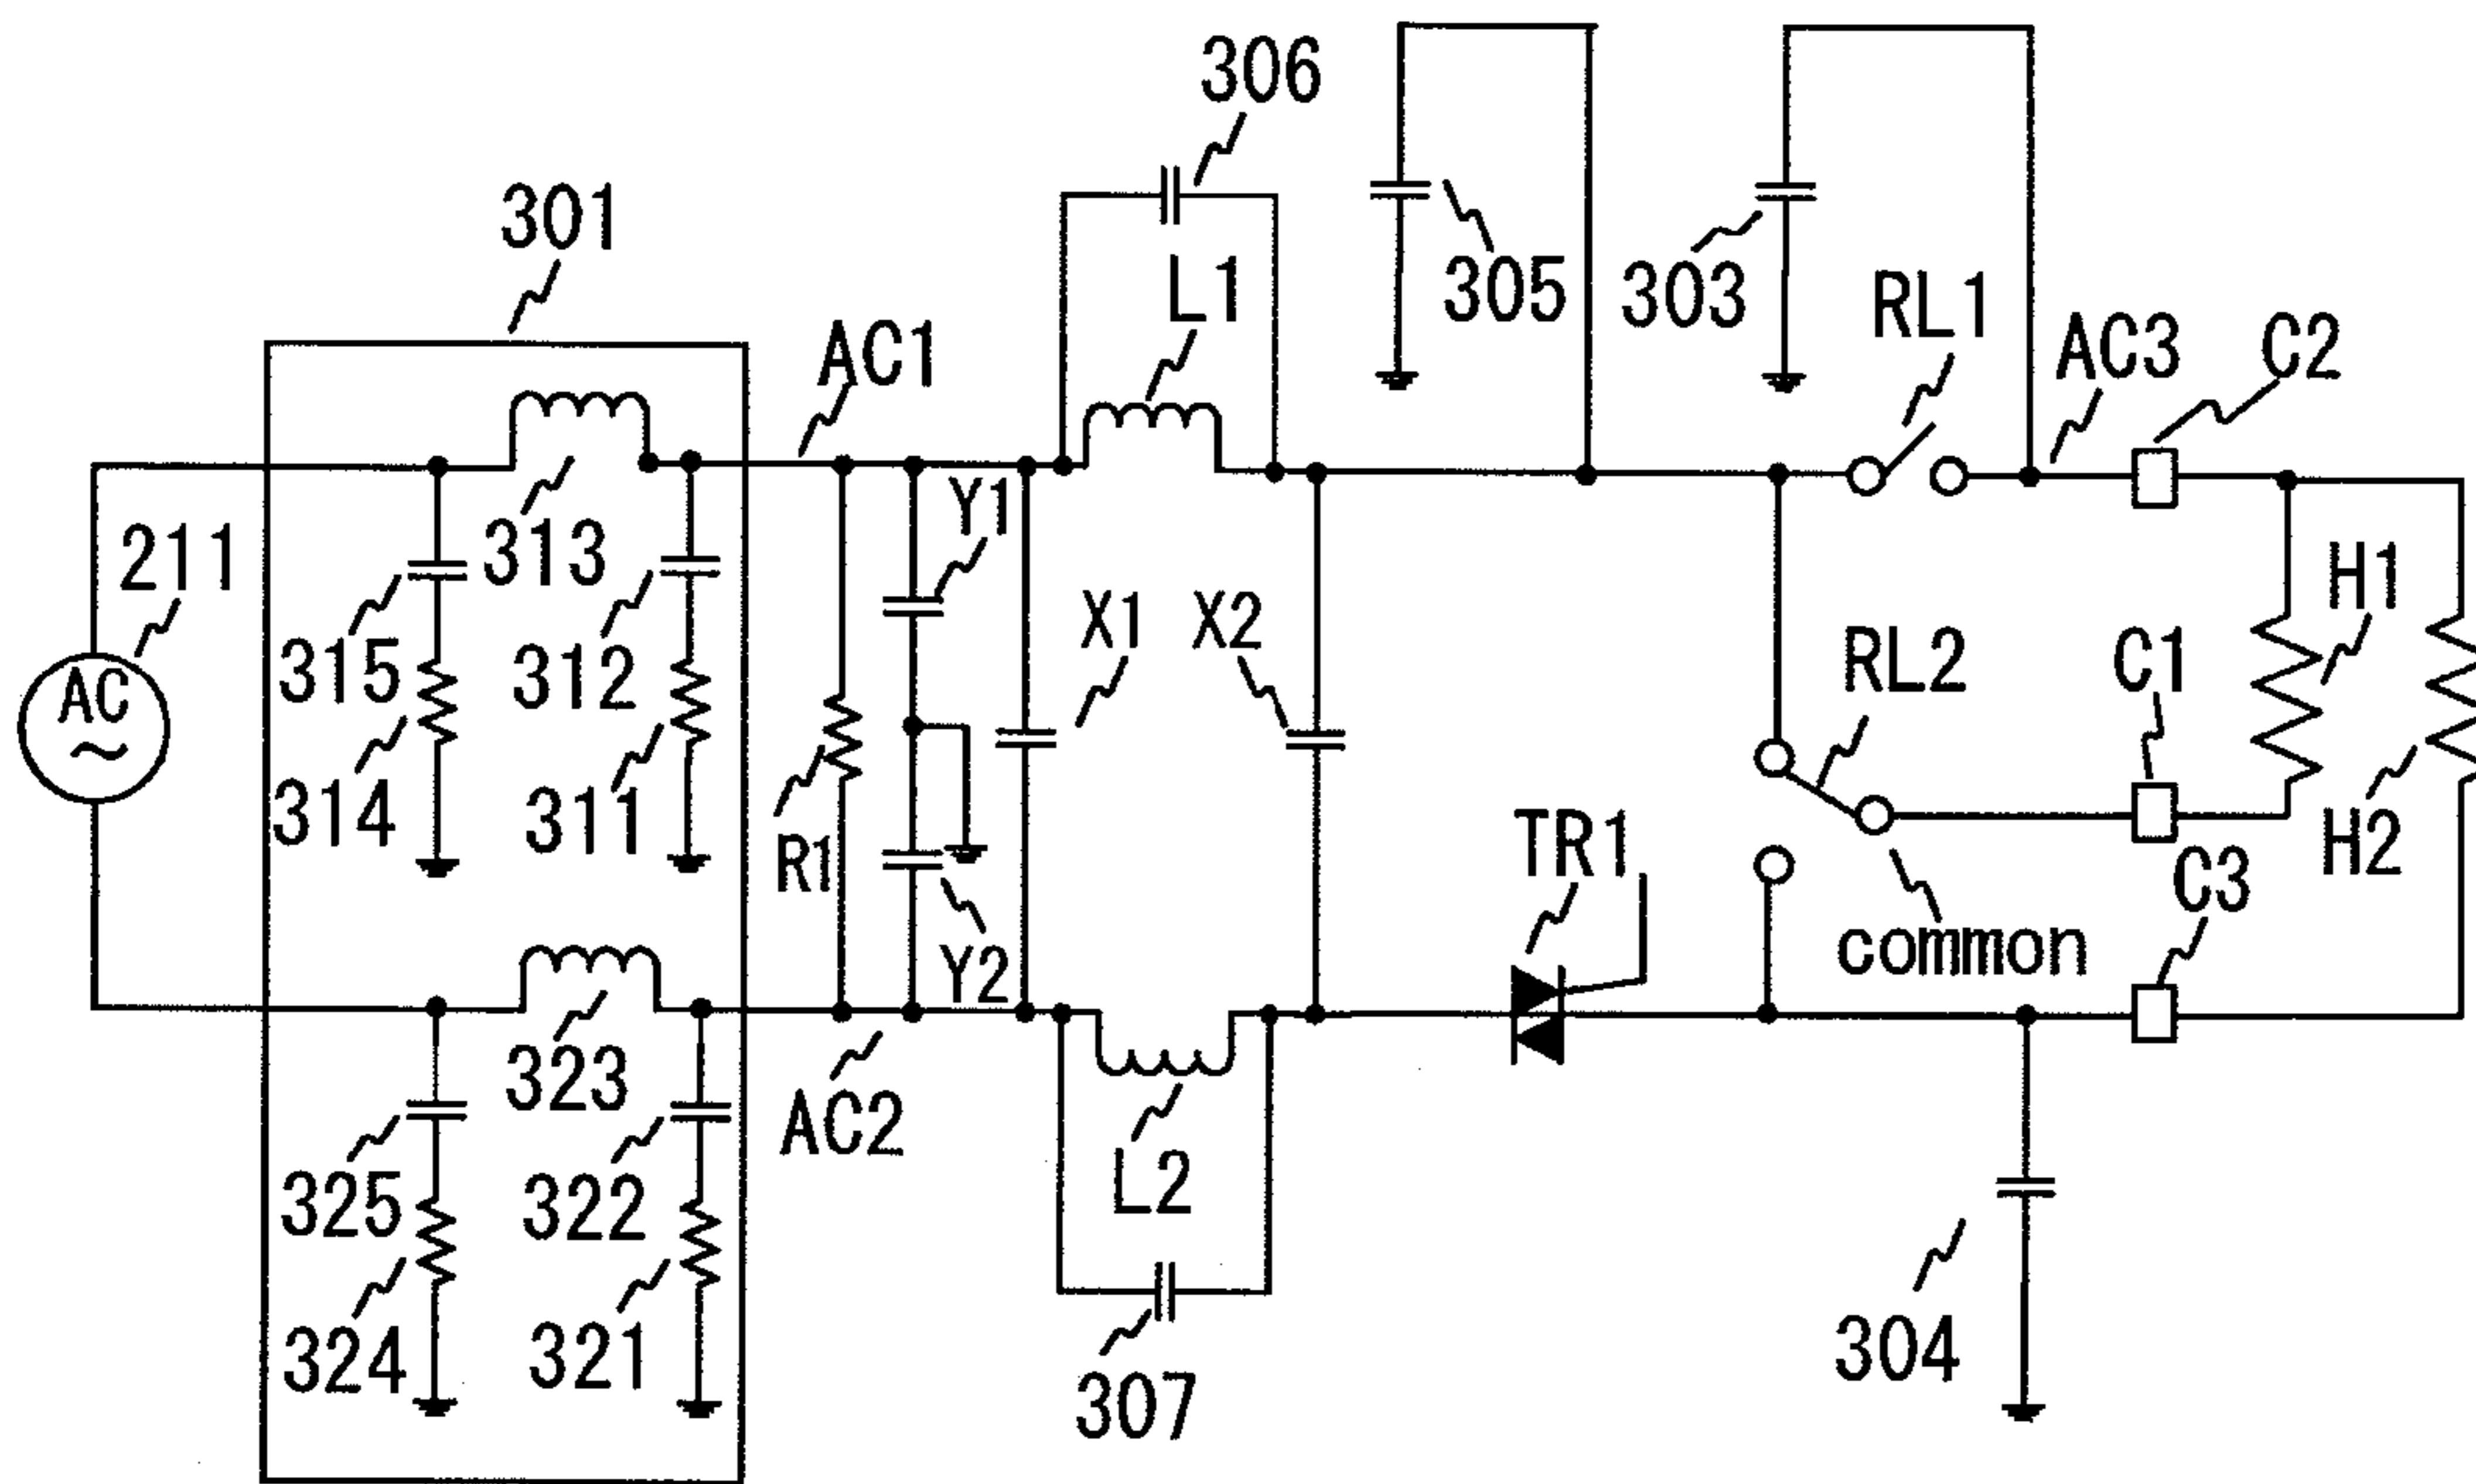 306
301
305
303
L1
RL1
AC1
AC3
C2
211
313
Y1
H1
315
312
X1
X2
RL2
C1
AC
~
314
311
R1
TR1
H2
C3
Y2
common
323
AC2
325
322
L2
324
321
304
307